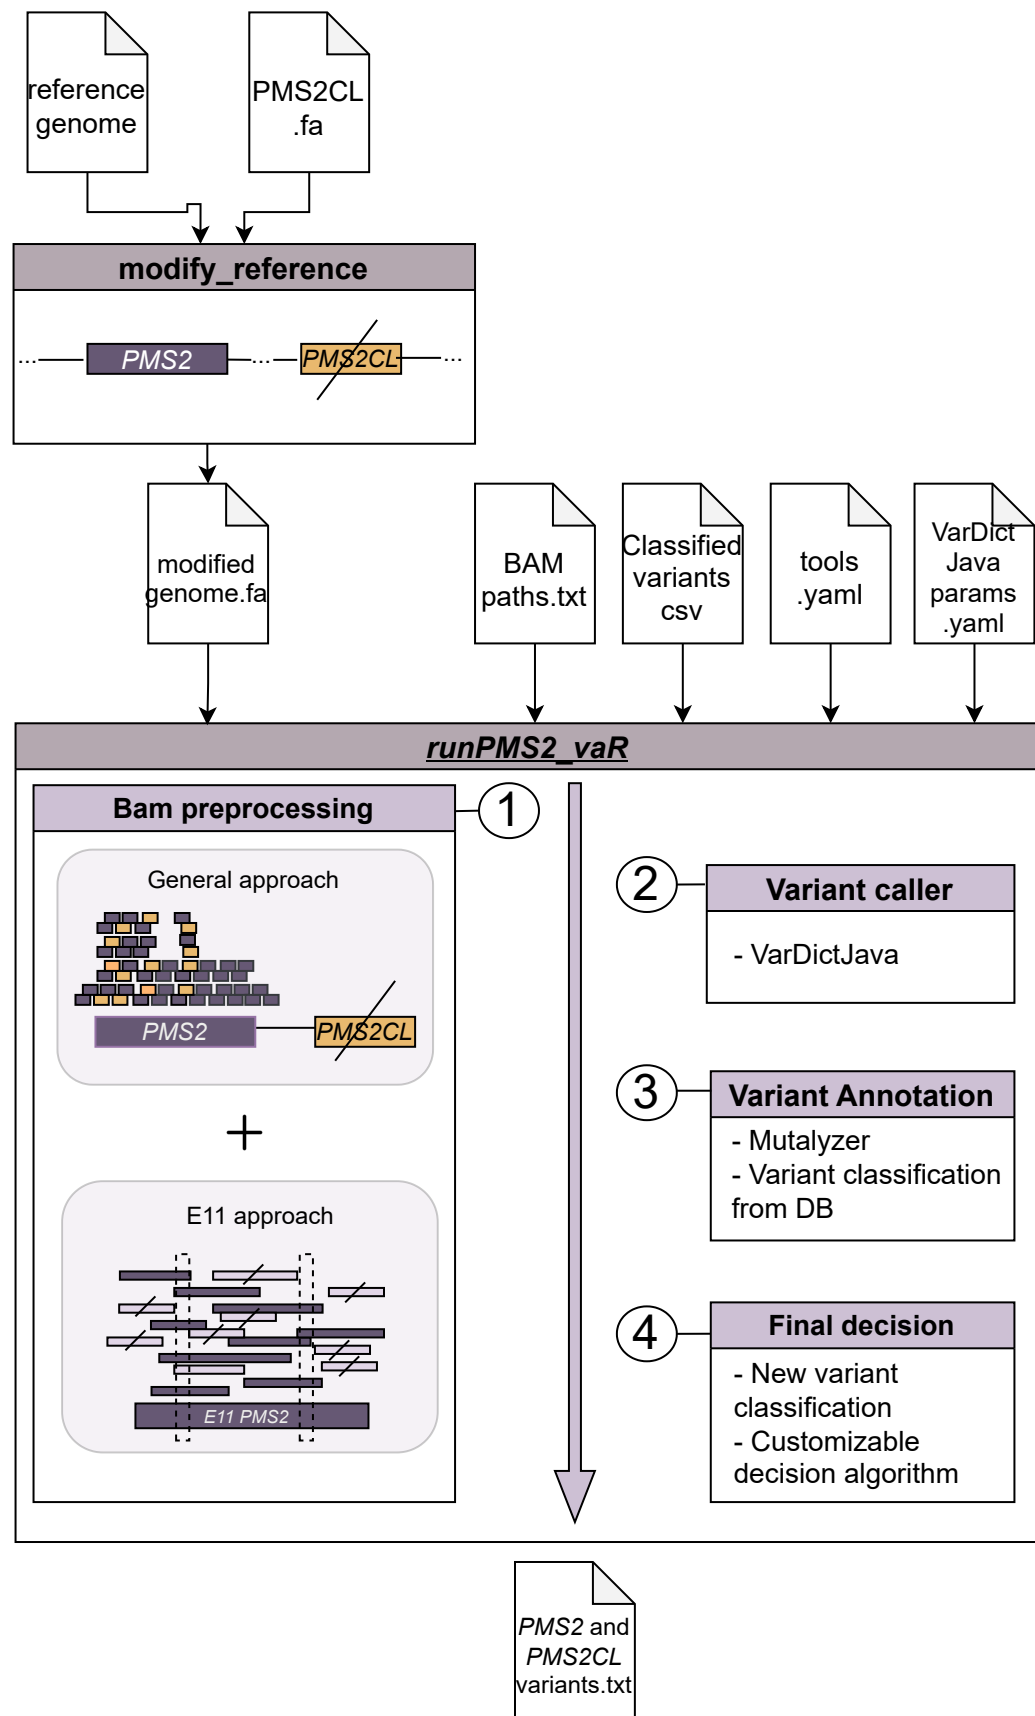 reference
genome
PMS2CL
.fa
modify_reference
...
PMS2
...
PMS2CL
...
modified
genome.fa
BAM
paths.txt
Classified
variants
csv
tools
.yaml
VarDict
Java
params
.yaml
runPMS2_vaR
Bam preprocessing
1
General approach
PMS2
PMS2CL
+
E11 approach
E11 PMS2
2
Variant caller
- VarDictJava
3
Variant Annotation
- Mutalyzer
- Variant classification
from DB
4
Final decision
- New variant
classification
- Customizable
decision algorithm
PMS2 and
PMS2CL
variants.txt